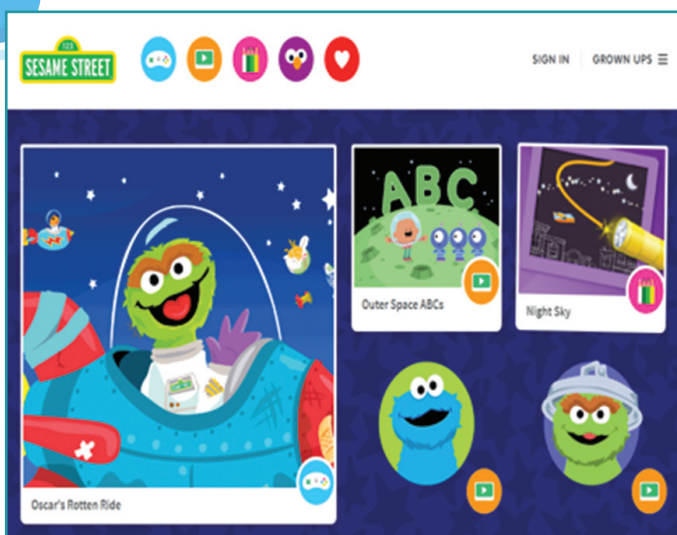 123
SESAME STREET
SIGN IN
GROWN UPS
ABC
Outer Space ABCs
Night Sky
Oscar's Rotten Ride